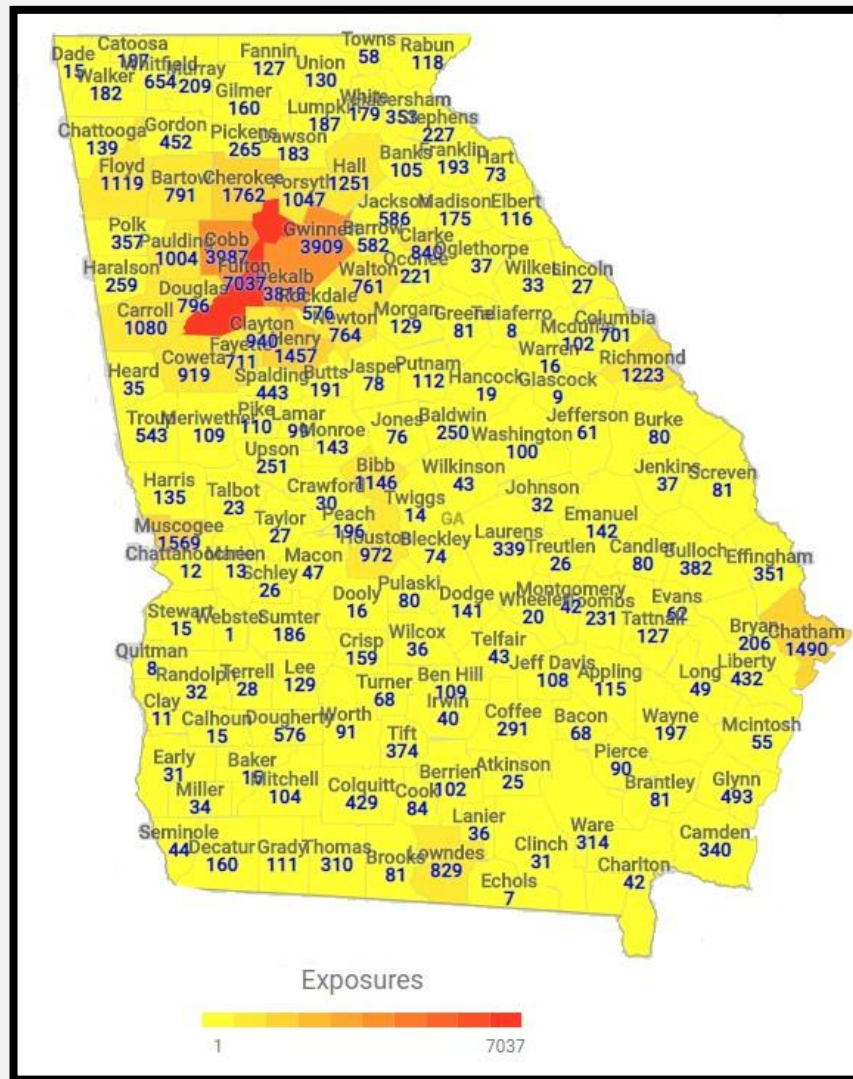 Towns
58
Rabun
118
Catoosa
Fannin
127
Union
130
Dade
15
Whitfield
654
Murray
209
Walker
182
Gilmer
160
White
179
Habersham
353
Lumpkin
187
Stephens
227
Chattooga
139
Gordon
452
Pickens
265
Dawson
183
Banks
105
Franklin
193
Hart
73
Floyd
1119
Bartow
791
Cherokee
1762
Forsyth
1047
Hall
1251
Jackson
586
Madison
175
Elbert
116
Polk
357
Paulding
1004
Cobb
3987
Gwinnett
3909
Barrow
582
Clarke
840
Oglethorpe
37
Oconee
221
Haralson
259
Fulton
7037
Dekalb
Walton
761
Wilkes
33
Lincoln
27
Douglas
796
Rockdale
576
Carroll
1080
Newton
764
Morgan
129
Greene
81
Taliaferro
8
Columbia
701
Mcduffie
102
Clayton
940
Henry
1457
Warren
16
Richmond
1223
Fayette
711
Coweta
919
Heard
35
Spalding
443
Butts
191
Jasper
78
Putnam
112
Hancock
19
Glascock
9
Troup
543
Meriwether
109
Pike
110
Lamar
99
Monroe
143
Jones
76
Baldwin
250
Washington
100
Jefferson
61
Burke
80
Upson
251
Bibb
1146
Wilkinson
43
Jenkins
37
Screven
81
Harris
135
Talbot
23
Crawford
30
Twiggs
14
Johnson
32
Muscogee
1569
Taylor
27
Peach
196
GA
Emanuel
142
Houston
972
Bleckley
74
Laurens
339
Treutlen
26
Candler
80
Bulloch
382
Effingham
351
Chattahoochee
12
Marion
13
Schley
26
Macon
47
Dooly
16
Pulaski
80
Dodge
141
Wheeler
20
Montgomery
42
Toombs
231
Evans
62
Tattnall
127
Stewart
15
Webster
1
Sumter
186
Bryan
206
Chatham
1490
Crisp
159
Wilcox
36
Telfair
43
Quitman
8
Randolph
32
Terrell
28
Lee
129
Turner
68
Ben Hill
109
Jeff Davis
108
Appling
115
Long
49
Liberty
432
Clay
11
Calhoun
15
Dougherty
576
Worth
91
Irwin
40
Tift
374
Coffee
291
Bacon
68
Wayne
197
Mcintosh
55
Early
31
Baker
Mitchell
104
Miller
34
Colquitt
429
Cook
84
Berrien
102
Atkinson
25
Pierce
90
Brantley
81
Glynn
493
Seminole
44
Decatur
160
Grady
111
Thomas
310
Brooks
81
Lowndes
829
Lanier
36
Clinch
31
Ware
314
Camden
340
Echols
7
Charlton
42
Exposures
1
7037